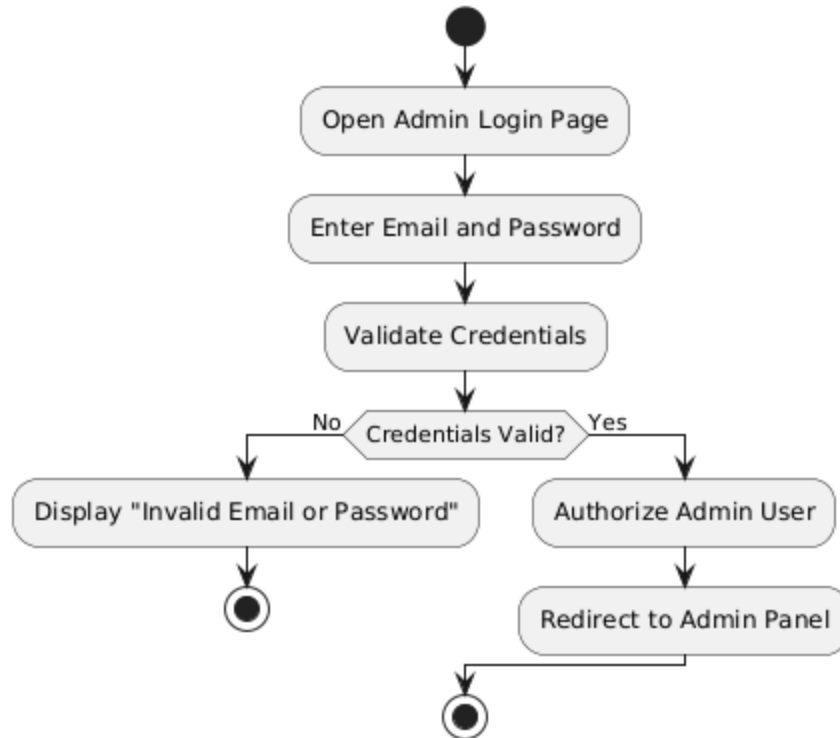 Open Admin Login Page
Enter Email and Password
Validate Credentials
No
Credentials Valid?
Yes
Display "Invalid Email or Password"
Authorize Admin User
Redirect to Admin Panel